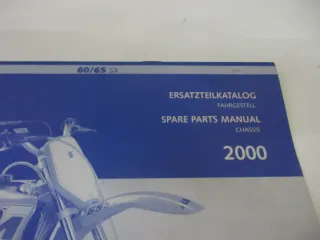 60/65 SX
ERSATZTEILKATALOG
FAHRGESTELL
SPARE PARTS MANUAL
CHASSIS
2000